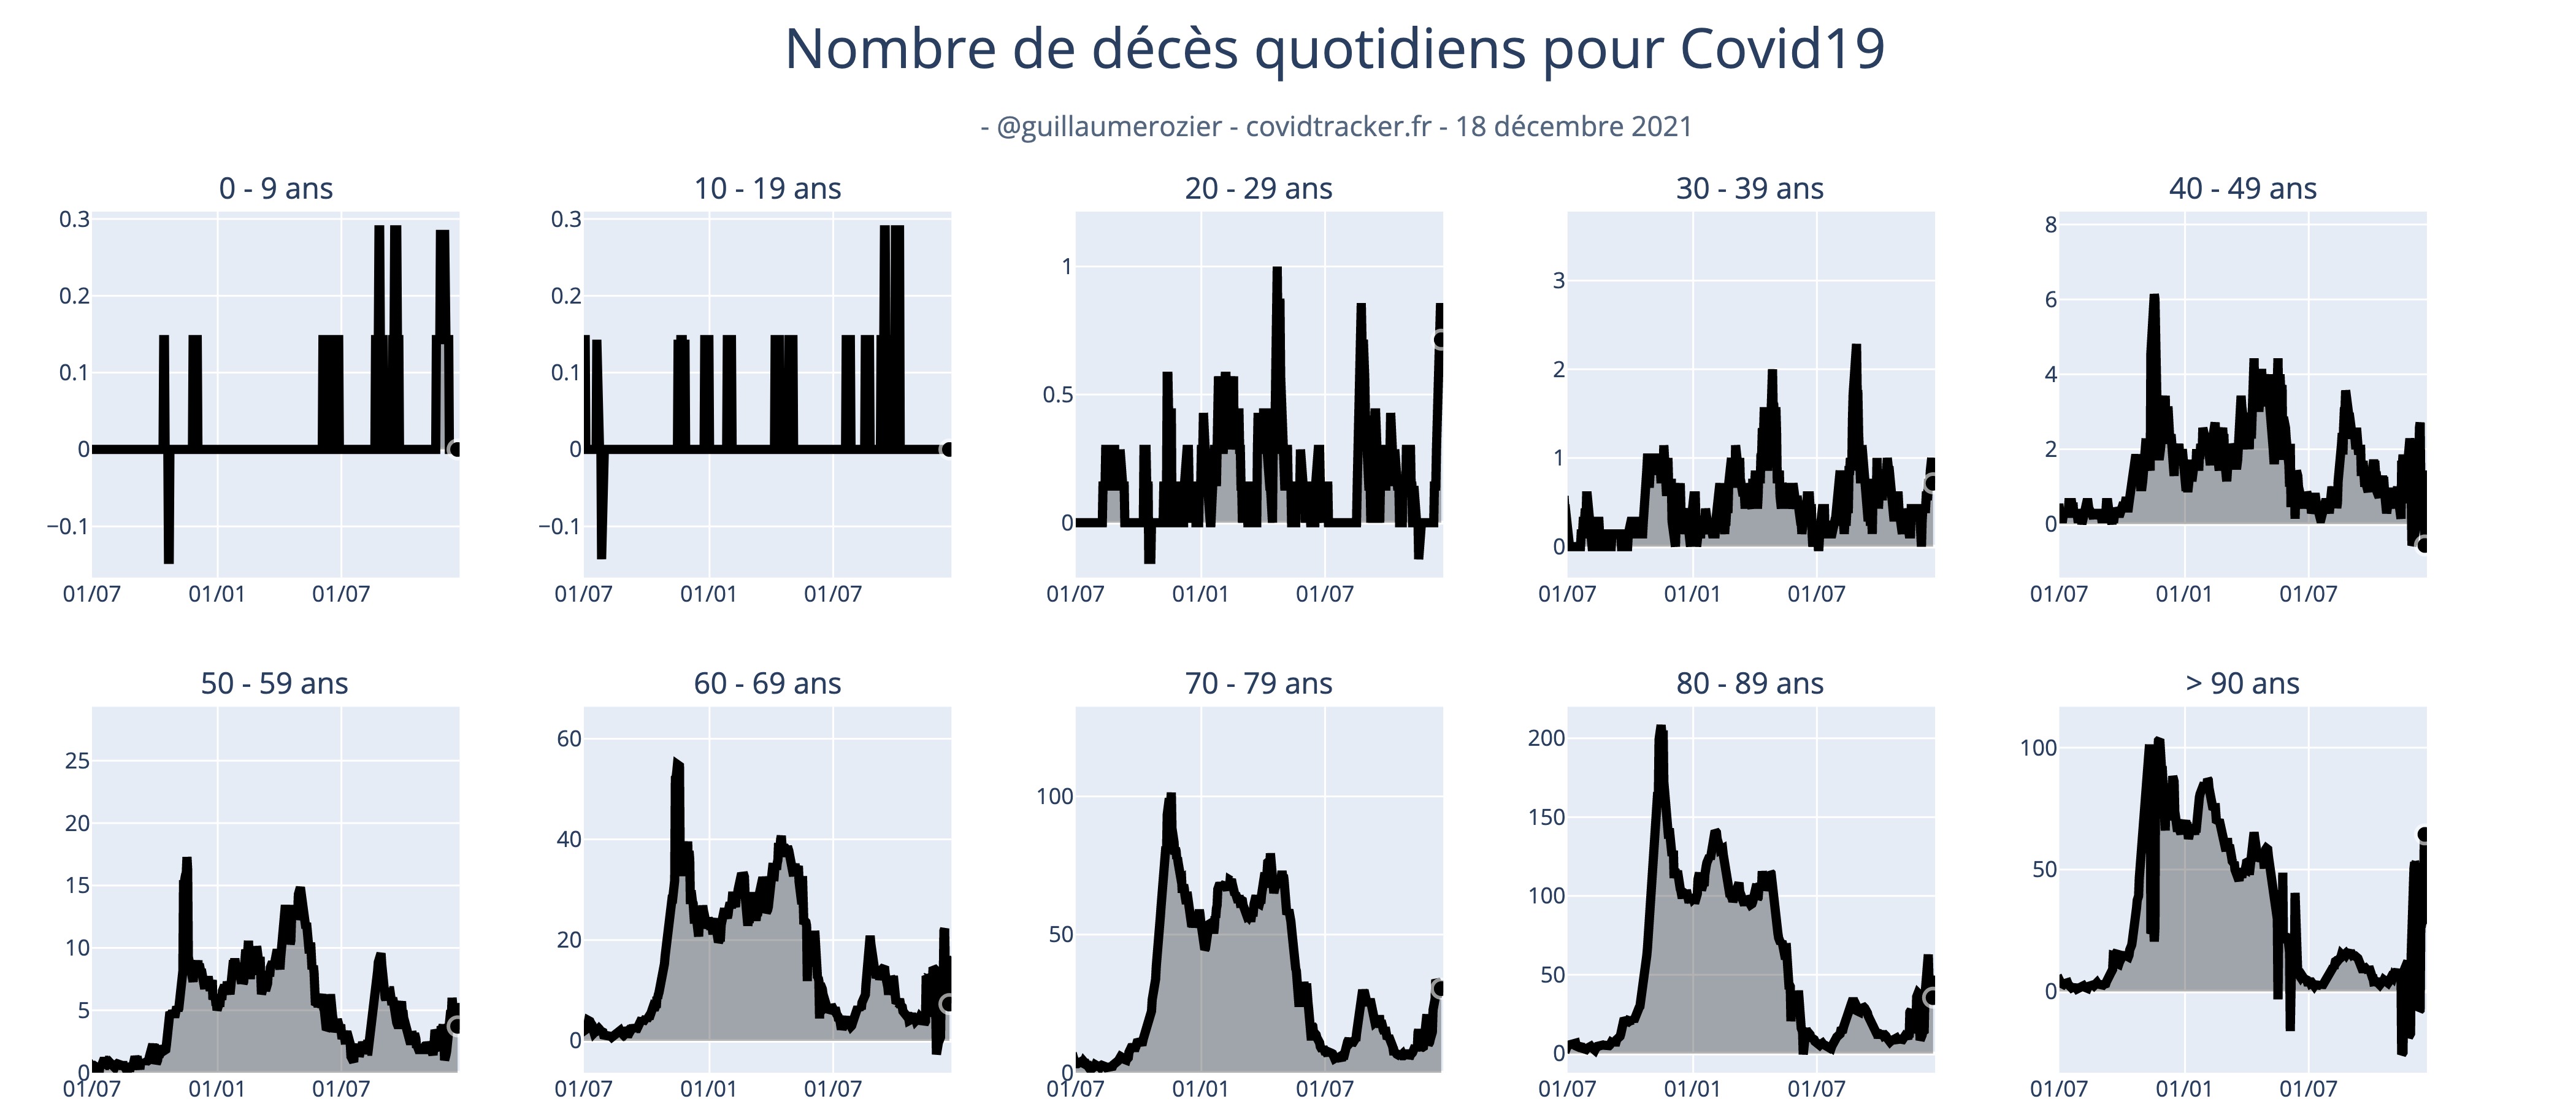 Nombre de décès quotidiens pour Covid19
- @guillaumerozier - covidtracker.fr - 18 décembre 2021
0 - 9 ans
0.3
0.2
0.1
0
−0.1
01/07 01/01 01/07
10 - 19 ans
0.3
0.2
0.1
0
−0.1
01/07 01/01 01/07
20 - 29 ans
1
0.5
0
01/07 01/01 01/07
30 - 39 ans
3
2
1
0
01/07 01/01 01/07
40 - 49 ans
8
6
4
2
0
01/07 01/01 01/07
50 - 59 ans
25
20
15
10
5
0
01/07 01/01 01/07
60 - 69 ans
60
40
20
0
01/07 01/01 01/07
70 - 79 ans
100
50
0
01/07 01/01 01/07
80 - 89 ans
200
150
100
50
0
01/07 01/01 01/07
> 90 ans
100
50
0
01/07 01/01 01/07